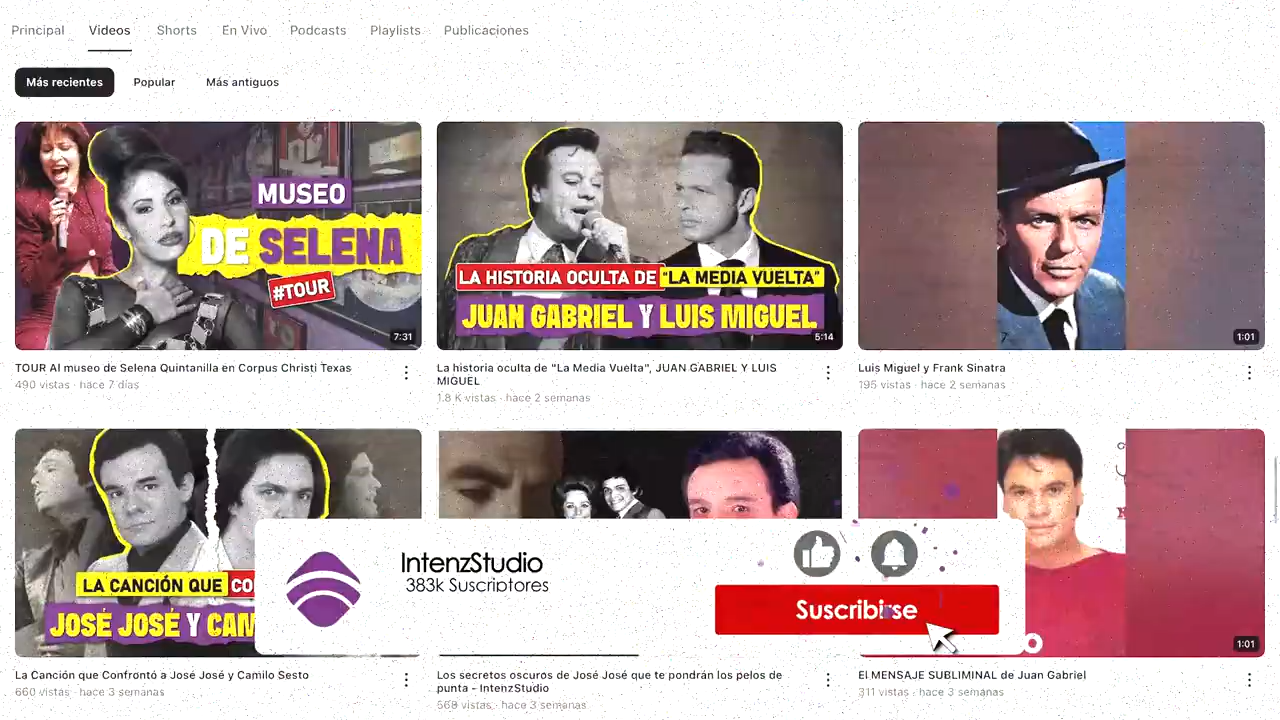 Principal Videos Shorts En Vivo Podcasts Playlists Publicaciones
Más recientes Popular Más antiguos
MUSEO
DE SELENA
#TOUR
7:31
LA HISTORIA OCULTA DE "LA MEDIA VUELTA"
JUAN GABRIEL Y LUIS MIGUEL
5:14
1:01
TOUR Al museo de Selena Quintanilla en Corpus Christi Texas
490 vistas · hace 7 días
La historia oculta de "La Media Vuelta", JUAN GABRIEL Y LUIS
MIGUEL
1.8 K vistas · hace 2 semanas
Luis Miguel y Frank Sinatra
195 vistas · hace 2 semanas
LA CANCIÓN QUE CO
JOSÉ JOSÉ Y CAM
IntenzStudio
383k Suscriptores
Suscribirse
1:01
La Canción que Confrontó a José José y Camilo Sesto
660 vistas · hace 3 semanas
Los secretos oscuros de José José que te pondrán los pelos de
punta - IntenzStudio
568 vistas · hace 3 semanas
El MENSAJE SUBLIMINAL de Juan Gabriel
311 vistas · hace 3 semanas